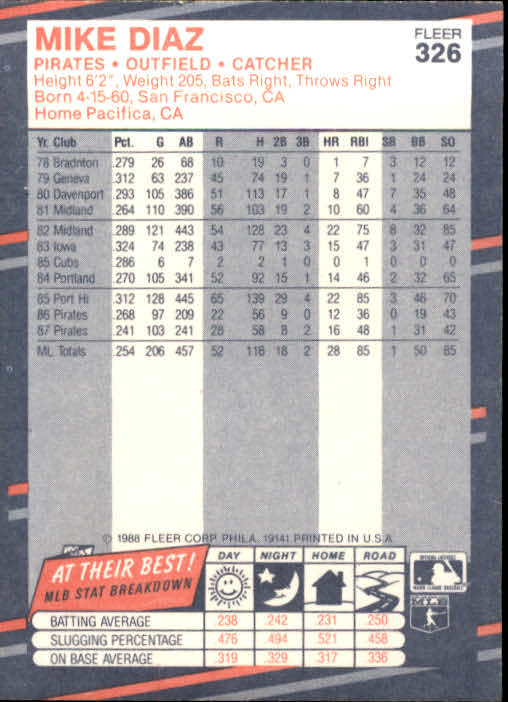 MIKE DIAZ
FLEER
326
PIRATES • OUTFIELD • CATCHER
Height 6'2", Weight 205, Bats Right, Throws Right
Born 4-15-60, San Francisco, CA
Home Pacifica, CA
Yr. Club Pct. G AB R H 2B 3B HR RBI SB BB SO
78 Bradnton .279 26 68 10 19 3 0 1 7 3 12 12
79 Geneva .312 63 237 45 74 19 1 7 36 1 24 24
80 Davenport .293 105 386 51 113 17 1 8 47 7 35 48
81 Midland .264 110 390 56 103 19 2 10 60 4 36 64
82 Midland .289 121 443 54 128 23 4 22 75 8 32 85
83 Iowa .324 74 238 43 77 13 3 15 47 3 31 47
85 Cubs .286 6 7 2 2 1 0 0 1 0 0 0
84 Portland .270 105 341 52 92 15 1 14 46 2 32 65
85 Port Hi .312 128 445 65 139 29 4 22 85 3 46 70
86 Pirates .268 97 209 22 56 9 0 12 36 0 19 43
87 Pirates .241 103 241 28 58 8 2 16 48 1 31 42
ML Totals .254 206 457 52 116 18 2 28 85 1 50 85
© 1988 FLEER CORP. PHILA. 19141 PRINTED IN U.S.A.
AT THEIR BEST!
MLB STAT BREAKDOWN
DAY NIGHT HOME ROAD
BATTING AVERAGE .238 .242 .231 .250
SLUGGING PERCENTAGE .476 .494 .521 .458
ON BASE AVERAGE .319 .329 .317 .336